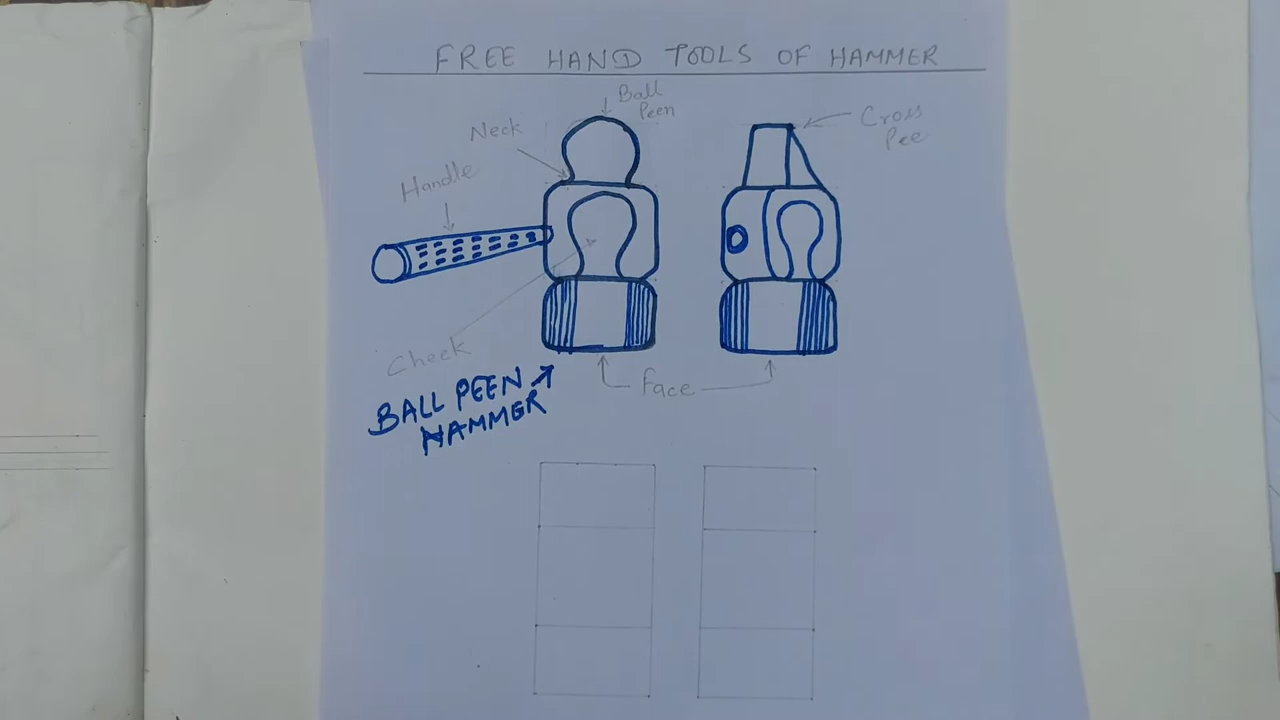 FREE HAND TOOLS OF HAMMER
Ball
Peen
Neck
Cross
Pee
Handle
Check
Face
BALL PEEN
HAMMER